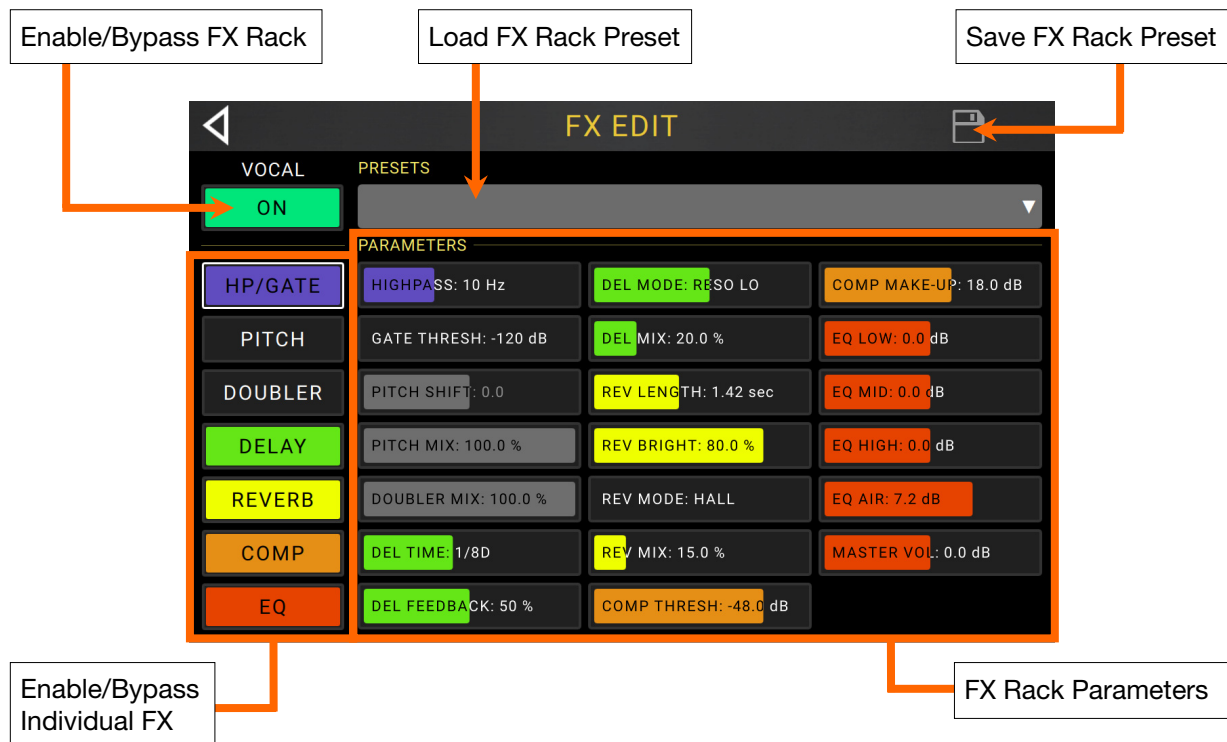 Enable/Bypass FX Rack
Load FX Rack Preset
Save FX Rack Preset
FX EDIT
VOCAL
PRESETS
ON
PARAMETERS
HP/GATE
HIGHPASS: 10 Hz
DEL MODE: RESO LO
COMP MAKE-UP: 18.0 dB
PITCH
GATE THRESH: -120 dB
DEL MIX: 20.0 %
EQ LOW: 0.0 dB
DOUBLER
PITCH SHIFT: 0.0
REV LENGTH: 1.42 sec
EQ MID: 0.0 dB
DELAY
PITCH MIX: 100.0 %
REV BRIGHT: 80.0 %
EQ HIGH: 0.0 dB
REVERB
DOUBLER MIX: 100.0 %
REV MODE: HALL
EQ AIR: 7.2 dB
COMP
DEL TIME: 1/8D
REV MIX: 15.0 %
MASTER VOL: 0.0 dB
EQ
DEL FEEDBACK: 50 %
COMP THRESH: -48.0 dB
Enable/Bypass
Individual FX
FX Rack Parameters